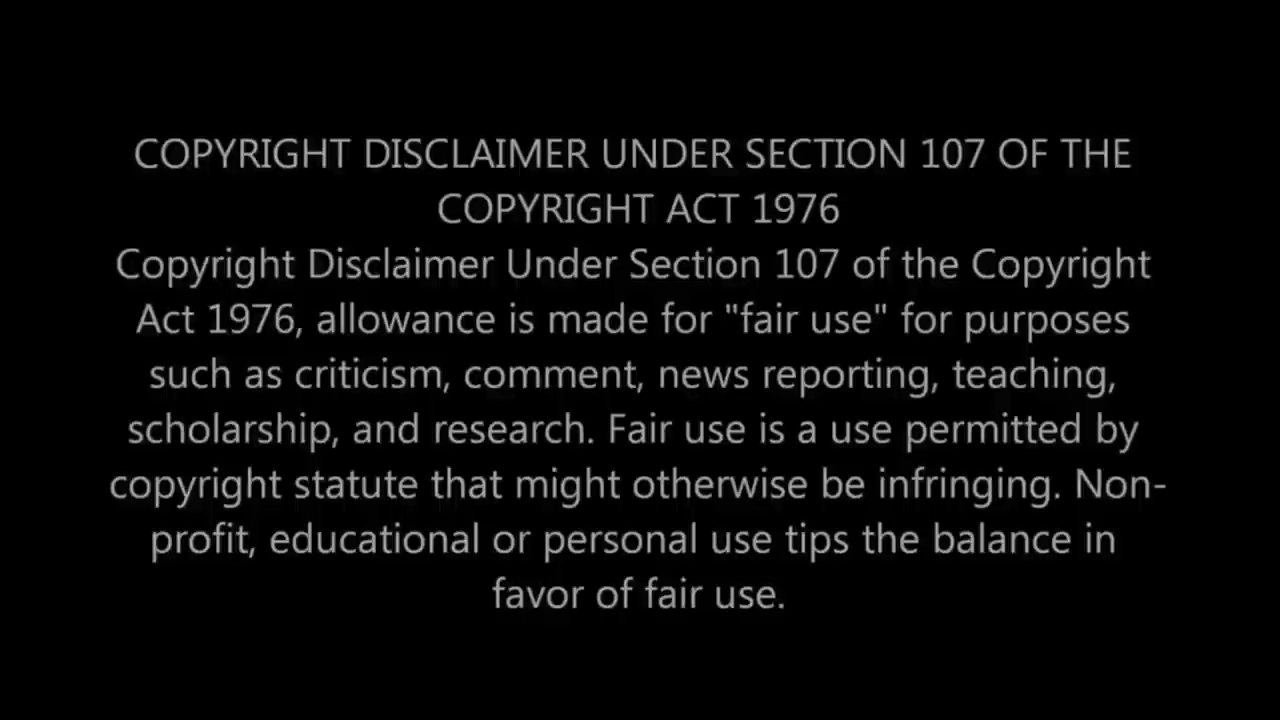 COPYRIGHT DISCLAIMER UNDER SECTION 107 OF THE
COPYRIGHT ACT 1976
Copyright Disclaimer Under Section 107 of the Copyright
Act 1976, allowance is made for "fair use" for purposes
such as criticism, comment, news reporting, teaching,
scholarship, and research. Fair use is a use permitted by
copyright statute that might otherwise be infringing. Non-
profit, educational or personal use tips the balance in
favor of fair use.